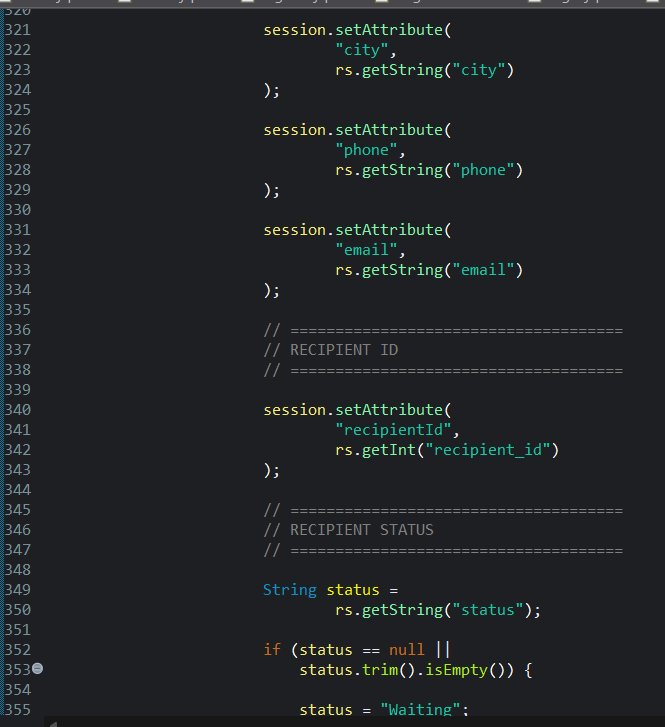 320
321 session.setAttribute(
322 "city",
323 rs.getString("city")
324 );
325
326 session.setAttribute(
327 "phone",
328 rs.getString("phone")
329 );
330
331 session.setAttribute(
332 "email",
333 rs.getString("email")
334 );
335
336 // =====================================
337 // RECIPIENT ID
338 // =====================================
339
340 session.setAttribute(
341 "recipientId",
342 rs.getInt("recipient_id")
343 );
344
345 // =====================================
346 // RECIPIENT STATUS
347 // =====================================
348
349 String status =
350 rs.getString("status");
351
352 if (status == null ||
353 status.trim().isEmpty()) {
354
355 status = "Waiting";